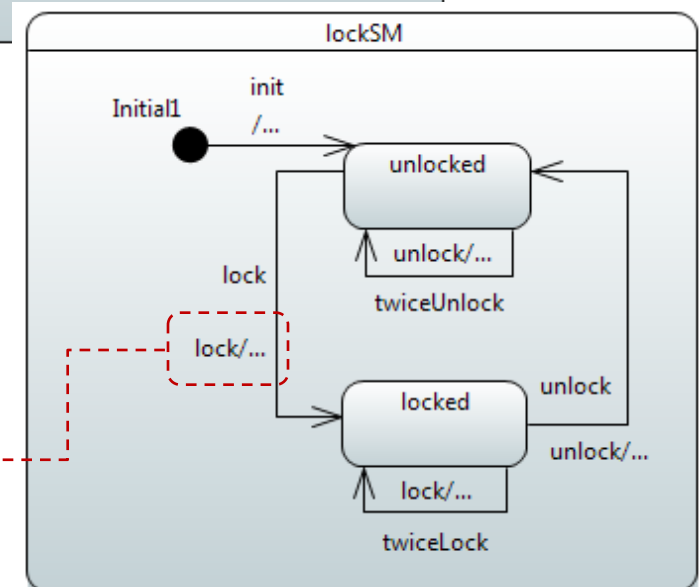 lockSM
init
Initial1
/...
unlocked
unlock/...
lock
twiceUnlock
lock/...
locked
unlock
unlock/...
lock/...
twiceLock